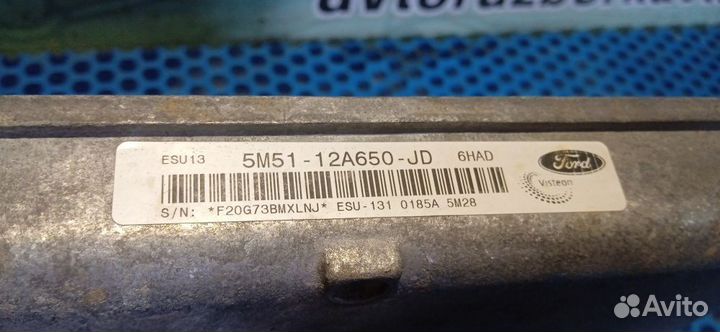 ESU13 5M51-12A650-JD 6HAD
Ford
Visteon
S/N: *F20G73BMXLNJ* ESU-131 0185A 5M28
Avito